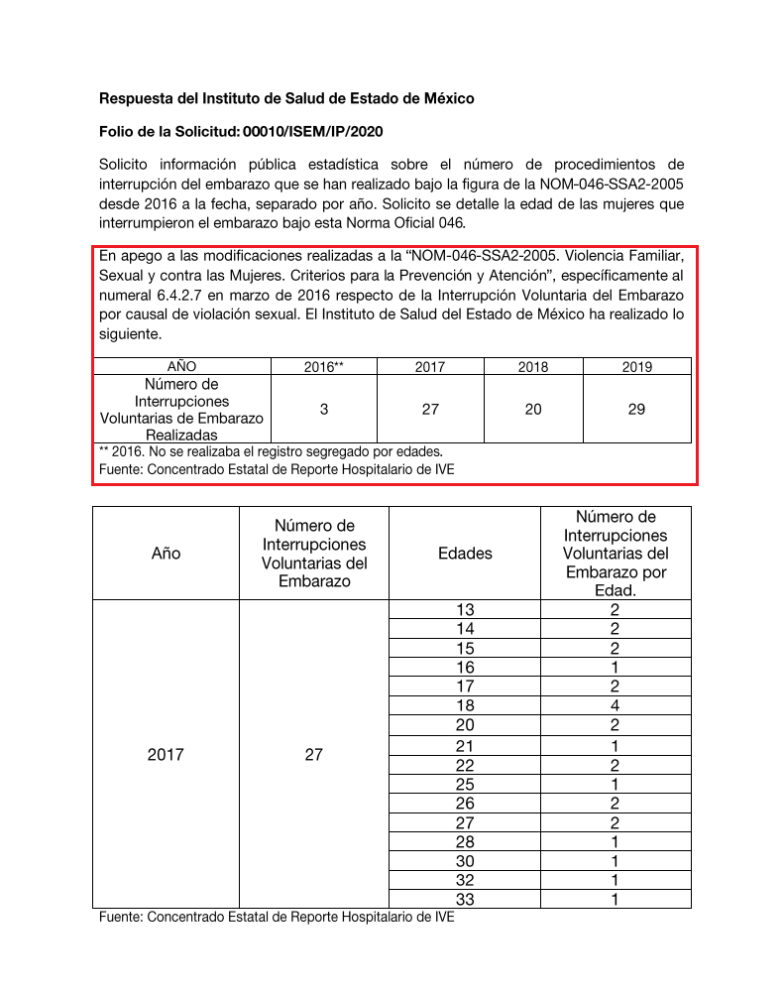 Respuesta del Instituto de Salud de Estado de México
Folio de la Solicitud: 00010/ISEM/IP/2020
Solicito información pública estadística sobre el número de procedimientos de
interrupción del embarazo que se han realizado bajo la figura de la NOM-046-SSA2-2005
desde 2016 a la fecha, separado por año. Solicito se detalle la edad de las mujeres que
interrumpieron el embarazo bajo esta Norma Oficial 046.
En apego a las modificaciones realizadas a la “NOM-046-SSA2-2005. Violencia Familiar,
Sexual y contra las Mujeres. Criterios para la Prevención y Atención”, específicamente al
numeral 6.4.2.7 en marzo de 2016 respecto de la Interrupción Voluntaria del Embarazo
por causal de violación sexual. El Instituto de Salud del Estado de México ha realizado lo
siguiente.
AÑO 2016** 2017 2018 2019
Número de
Interrupciones
Voluntarias de Embarazo
Realizadas
3 27 20 29
** 2016. No se realizaba el registro segregado por edades.
Fuente: Concentrado Estatal de Reporte Hospitalario de IVE
Año
Número de
Interrupciones
Voluntarias del
Embarazo
Edades
Número de
Interrupciones
Voluntarias del
Embarazo por
Edad.
2017
27
13 2
14 2
15 2
16 1
17 2
18 4
20 2
21 1
22 2
25 1
26 2
27 2
28 1
30 1
32 1
33 1
Fuente: Concentrado Estatal de Reporte Hospitalario de IVE